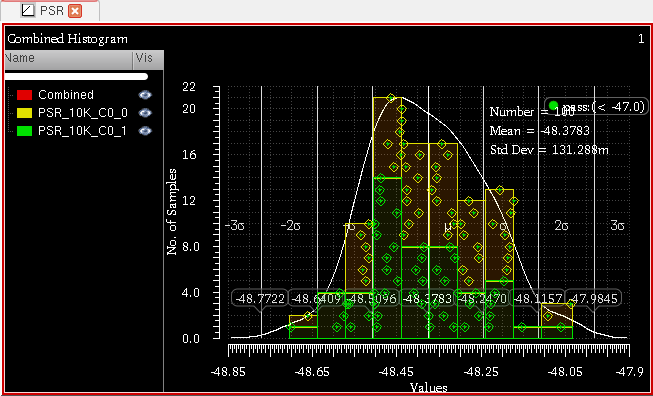 PSR
Combined Histogram 1
Name Vis
Combined
PSR_10K_C0_0
PSR_10K_C0_1
22
20
16
12
8.0
4.0
0.0
No. of Samples
Number = 100
pass:(< -47.0)
Mean = -48.3783
Std Dev = 131.288m
-3σ -2σ -σ μ σ 2σ 3σ
-48.7722 -48.6409 -48.5096 -48.3783 -48.2470 -48.1157 -47.9845
-48.85 -48.65 -48.45 -48.25 -48.05 -47.9
Values